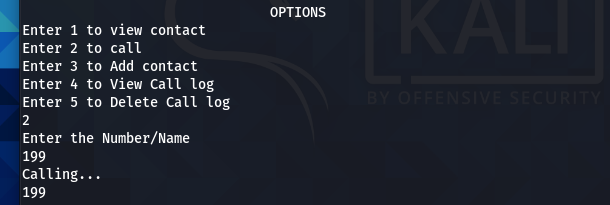 OPTIONS
Enter 1 to view contact
Enter 2 to call
Enter 3 to Add contact
Enter 4 to View Call log
Enter 5 to Delete Call log
2
Enter the Number/Name
199
Calling...
199
KALI
BY OFFENSIVE SECURITY